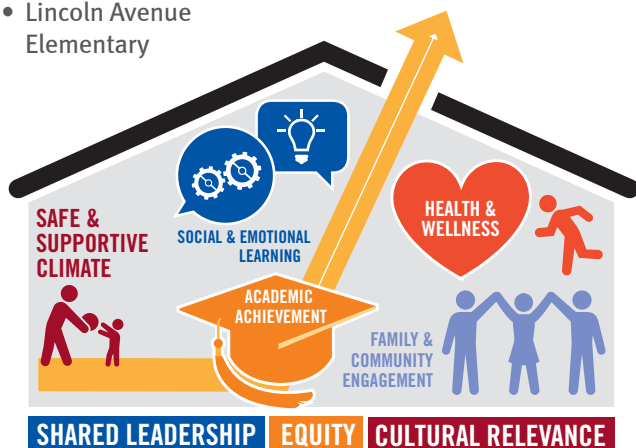 • Lincoln Avenue
Elementary
SOCIAL & EMOTIONAL
LEARNING
HEALTH &
WELLNESS
SAFE &
SUPPORTIVE
CLIMATE
ACADEMIC
ACHIEVEMENT
FAMILY &
COMMUNITY
ENGAGEMENT
SHARED LEADERSHIP EQUITY CULTURAL RELEVANCE